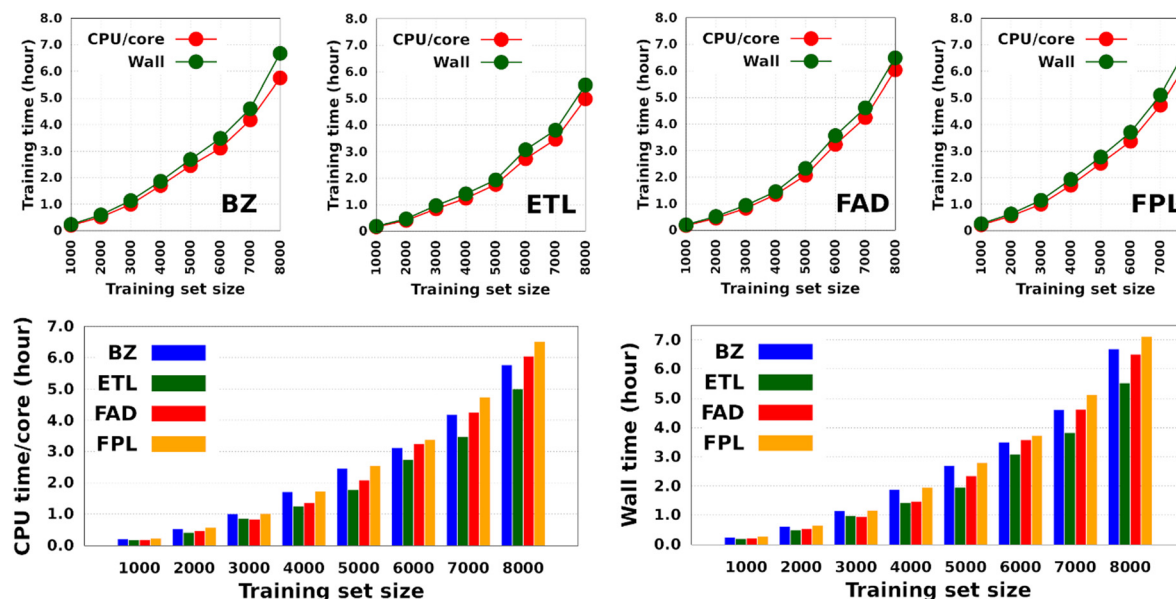 8.0
7.0
6.0
5.0
4.0
3.0
2.0
1.0
0.0
Training time (hour)
CPU/core
Wall
BZ
1000
2000
3000
4000
5000
6000
7000
8000
Training set size
8.0
7.0
6.0
5.0
4.0
3.0
2.0
1.0
0.0
Training time (hour)
CPU/core
Wall
ETL
1000
2000
3000
4000
5000
6000
7000
8000
Training set size
8.0
7.0
6.0
5.0
4.0
3.0
2.0
1.0
0.0
Training time (hour)
CPU/core
Wall
FAD
1000
2000
3000
4000
5000
6000
7000
8000
Training set size
8.0
7.0
6.0
5.0
4.0
3.0
2.0
1.0
0.0
Training time (hour)
CPU/core
Wall
FPL
1000
2000
3000
4000
5000
6000
7000
Training set size
7.0
6.0
5.0
4.0
3.0
2.0
1.0
0.0
CPU time/core (hour)
BZ
ETL
FAD
FPL
1000 2000 3000 4000 5000 6000 7000 8000
Training set size
7.0
6.0
5.0
4.0
3.0
2.0
1.0
0.0
Wall time (hour)
BZ
ETL
FAD
FPL
1000 2000 3000 4000 5000 6000 7000 8000
Training set size